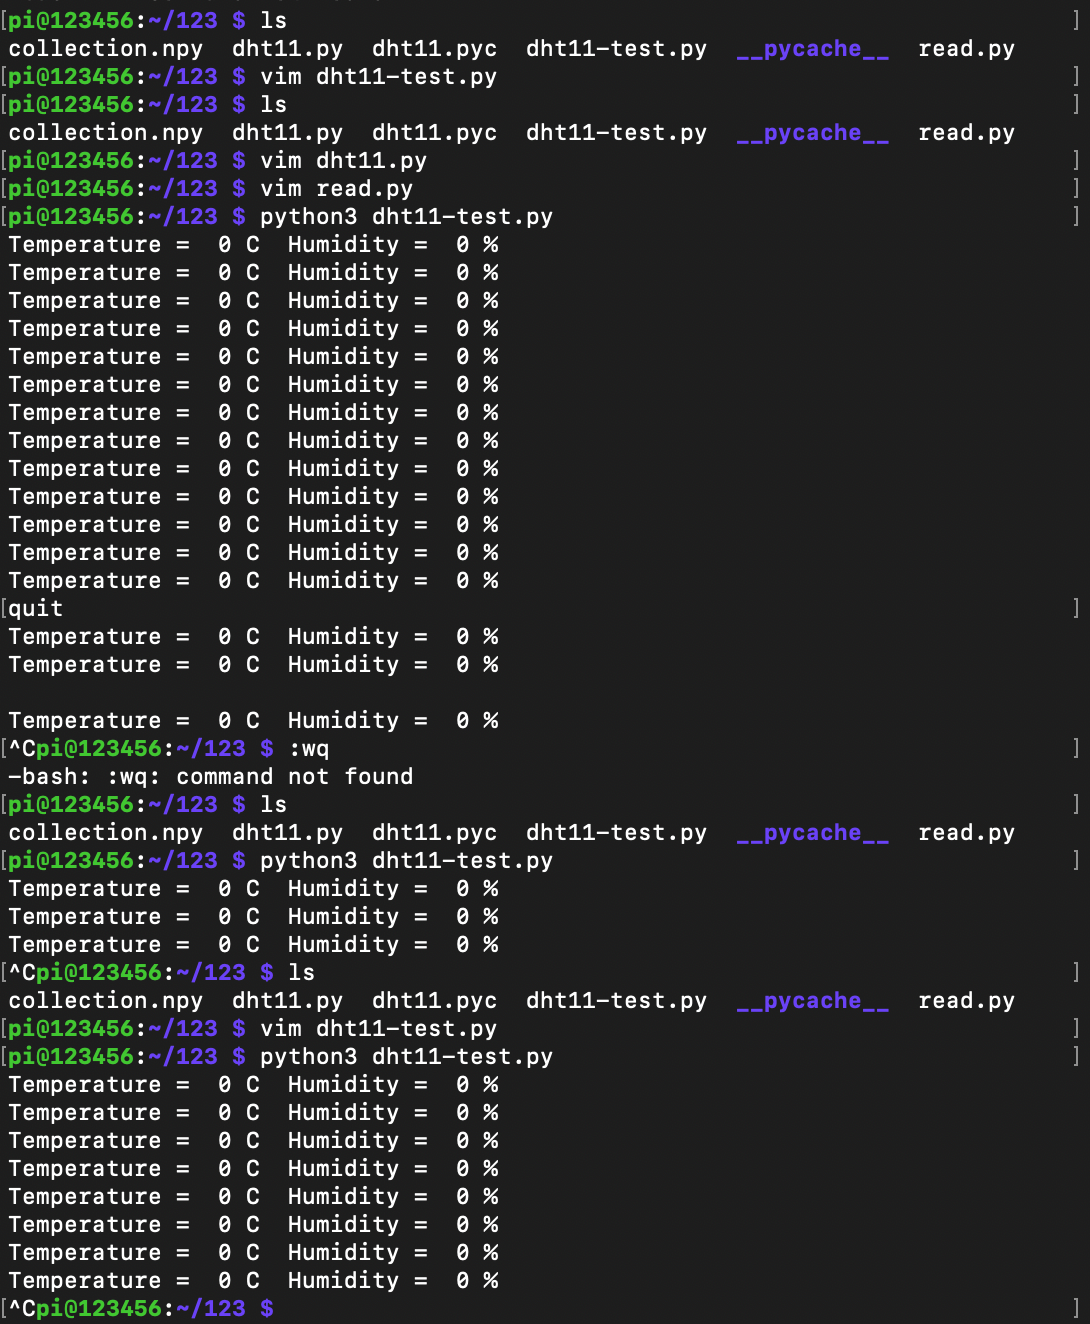 [pi@123456:~/123 $ ls ]
collection.npy  dht11.py  dht11.pyc  dht11-test.py  __pycache__  read.py
[pi@123456:~/123 $ vim dht11-test.py ]
[pi@123456:~/123 $ ls ]
collection.npy  dht11.py  dht11.pyc  dht11-test.py  __pycache__  read.py
[pi@123456:~/123 $ vim dht11.py ]
[pi@123456:~/123 $ vim read.py ]
[pi@123456:~/123 $ python3 dht11-test.py ]
Temperature =  0 C  Humidity =  0 %
Temperature =  0 C  Humidity =  0 %
Temperature =  0 C  Humidity =  0 %
Temperature =  0 C  Humidity =  0 %
Temperature =  0 C  Humidity =  0 %
Temperature =  0 C  Humidity =  0 %
Temperature =  0 C  Humidity =  0 %
Temperature =  0 C  Humidity =  0 %
Temperature =  0 C  Humidity =  0 %
Temperature =  0 C  Humidity =  0 %
Temperature =  0 C  Humidity =  0 %
Temperature =  0 C  Humidity =  0 %
Temperature =  0 C  Humidity =  0 %
[quit ]
Temperature =  0 C  Humidity =  0 %
Temperature =  0 C  Humidity =  0 %
Temperature =  0 C  Humidity =  0 %
[^Cpi@123456:~/123 $ :wq ]
-bash: :wq: command not found
[pi@123456:~/123 $ ls ]
collection.npy  dht11.py  dht11.pyc  dht11-test.py  __pycache__  read.py
[pi@123456:~/123 $ python3 dht11-test.py ]
Temperature =  0 C  Humidity =  0 %
Temperature =  0 C  Humidity =  0 %
Temperature =  0 C  Humidity =  0 %
[^Cpi@123456:~/123 $ ls ]
collection.npy  dht11.py  dht11.pyc  dht11-test.py  __pycache__  read.py
[pi@123456:~/123 $ vim dht11-test.py ]
[pi@123456:~/123 $ python3 dht11-test.py ]
Temperature =  0 C  Humidity =  0 %
Temperature =  0 C  Humidity =  0 %
Temperature =  0 C  Humidity =  0 %
Temperature =  0 C  Humidity =  0 %
Temperature =  0 C  Humidity =  0 %
Temperature =  0 C  Humidity =  0 %
Temperature =  0 C  Humidity =  0 %
Temperature =  0 C  Humidity =  0 %
[^Cpi@123456:~/123 $ ]